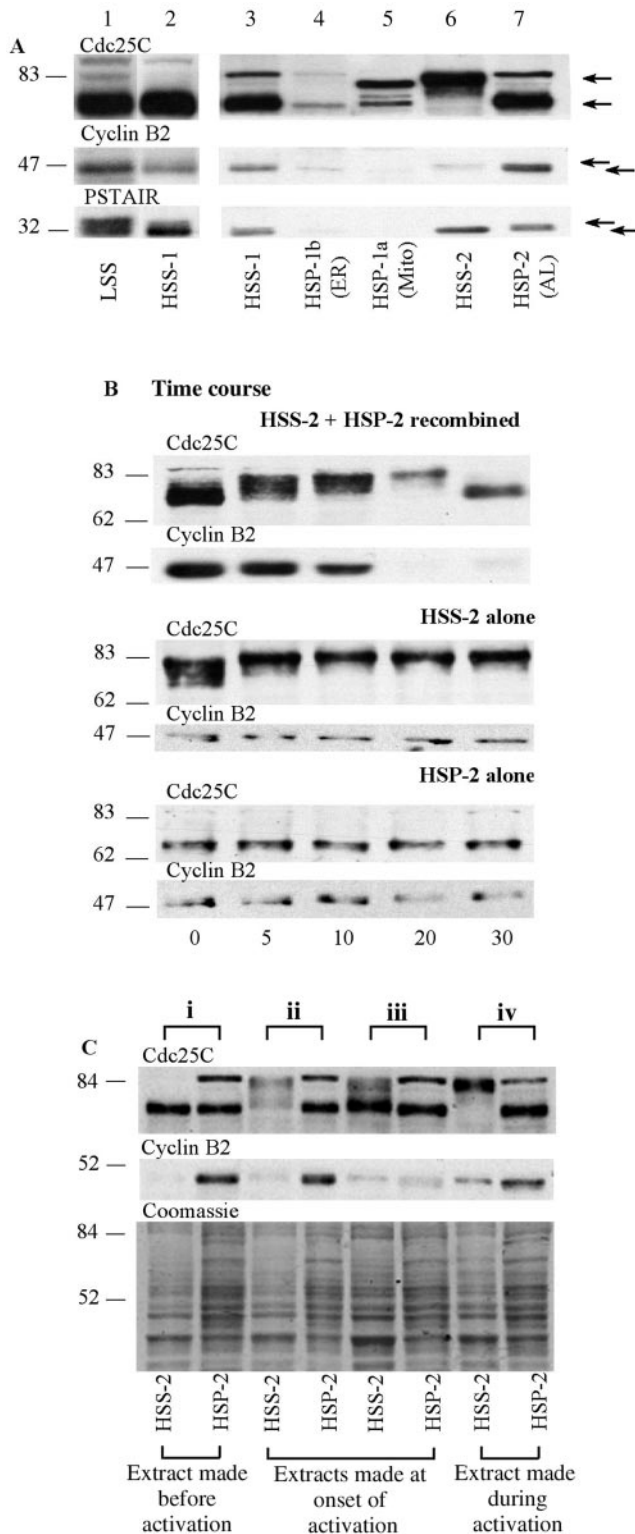 1 2 3 4 5 6 7
A
Cdc25C
83
Cyclin B2
47
PSTAIR
32
LSS
HSS-1
HSS-1
HSP-1b
(ER)
HSP-1a
(Mito)
HSS-2
HSP-2
(AL)
B Time course
HSS-2 + HSP-2 recombined
Cdc25C
83
62
Cyclin B2
47
HSS-2 alone
Cdc25C
83
62
Cyclin B2
47
HSP-2 alone
Cdc25C
83
62
Cyclin B2
47
0 5 10 20 30
i ii iii iv
C
Cdc25C
84
Cyclin B2
52
Coomassie
84
52
HSS-2
HSP-2
HSS-2
HSP-2
HSS-2
HSP-2
HSS-2
HSP-2
Extract made
before
activation
Extracts made at
onset of
activation
Extract made
during
activation